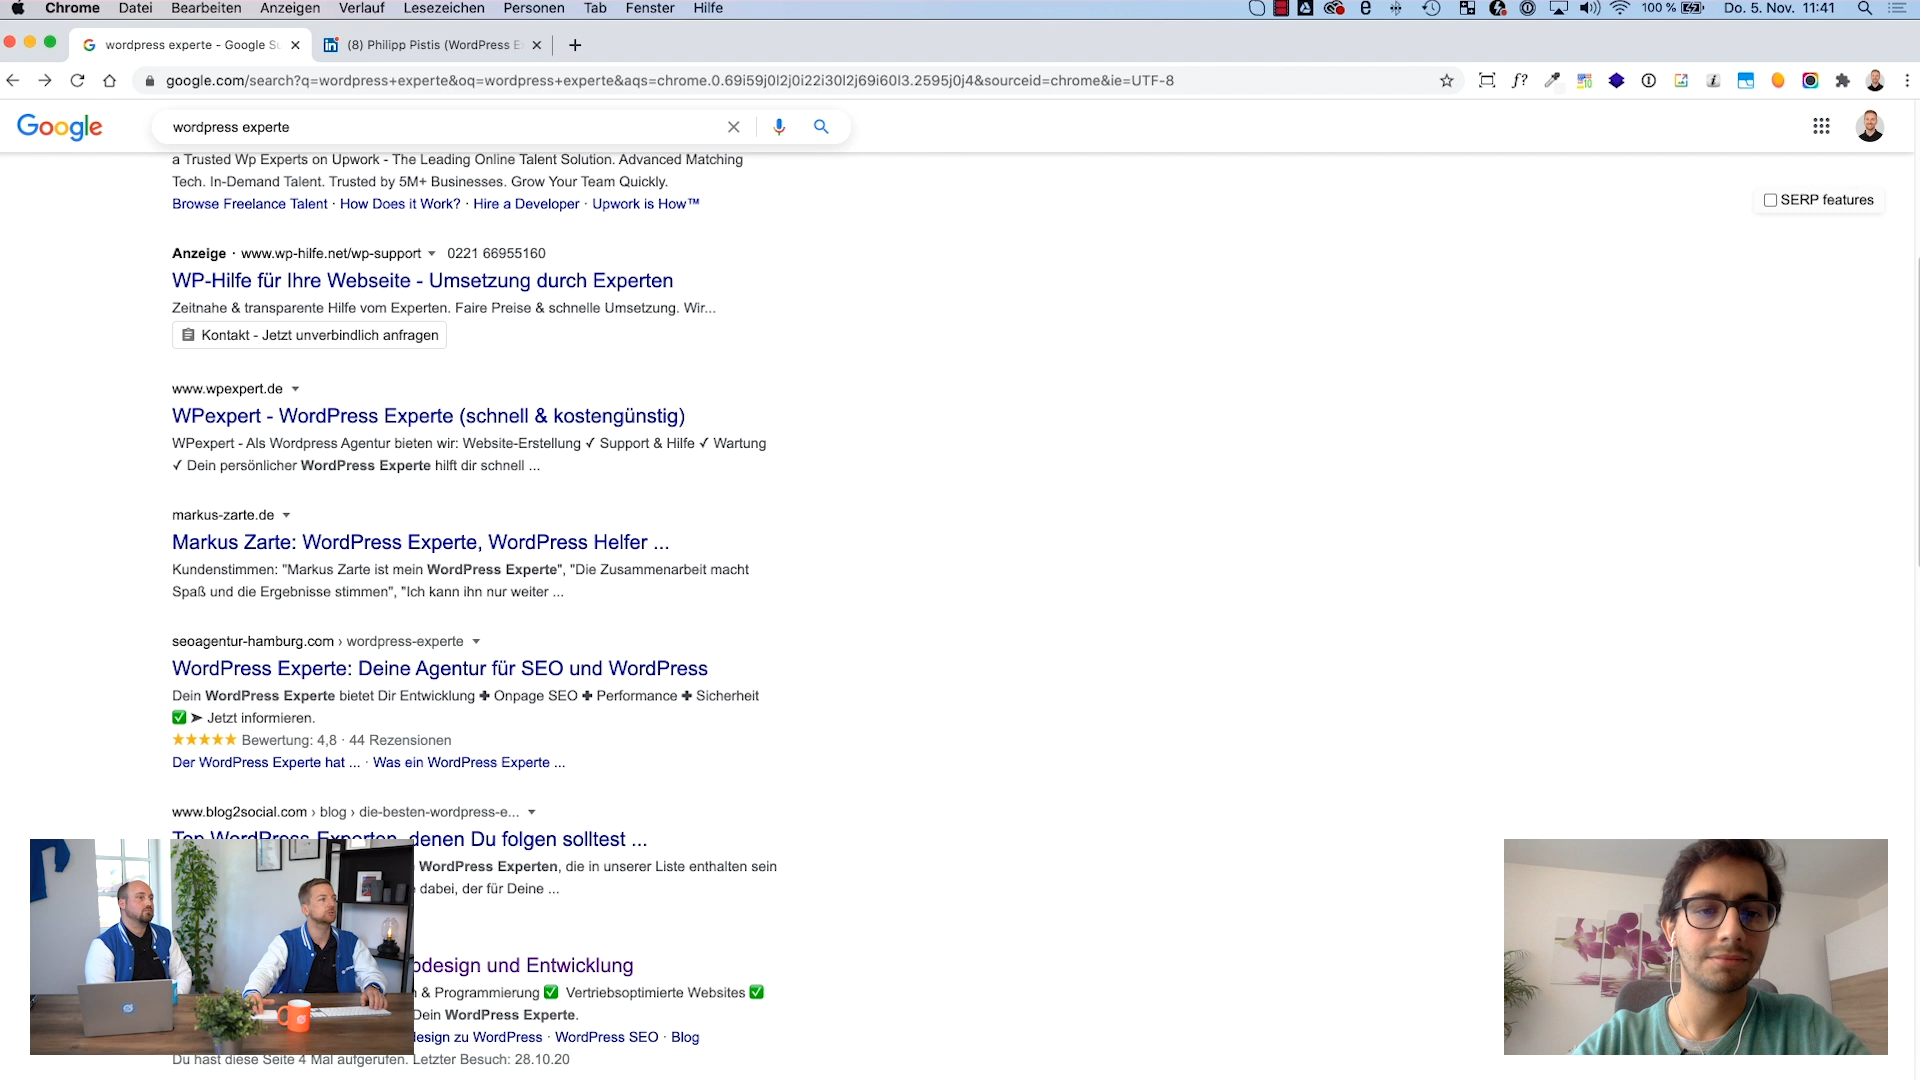 Chrome Datei Bearbeiten Anzeigen Verlauf Lesezeichen Personen Tab Fenster Hilfe 100 % Do. 5. Nov. 11:41
wordpress experte - Google S
(8) Philipp Pistis (WordPress E
google.com/search?q=wordpress+experte&oq=wordpress+experte&aqs=chrome.0.69i59j0l2j0i22i30l2j69i60l3.2595j0j4&sourceid=chrome&ie=UTF-8
Google wordpress experte
a Trusted Wp Experts on Upwork - The Leading Online Talent Solution. Advanced Matching
Tech. In-Demand Talent. Trusted by 5M+ Businesses. Grow Your Team Quickly.
SERP features
Browse Freelance Talent · How Does it Work? · Hire a Developer · Upwork is How™
Anzeige · www.wp-hilfe.net/wp-support 0221 66955160
WP-Hilfe für Ihre Webseite - Umsetzung durch Experten
Zeitnahe & transparente Hilfe vom Experten. Faire Preise & schnelle Umsetzung. Wir...
Kontakt - Jetzt unverbindlich anfragen
www.wpexpert.de
WPexpert - WordPress Experte (schnell & kostengünstig)
WPexpert - Als Wordpress Agentur bieten wir: Website-Erstellung ✓ Support & Hilfe ✓ Wartung
✓ Dein persönlicher WordPress Experte hilft dir schnell ...
markus-zarte.de
Markus Zarte: WordPress Experte, WordPress Helfer ...
Kundenstimmen: "Markus Zarte ist mein WordPress Experte", "Die Zusammenarbeit macht
Spaß und die Ergebnisse stimmen", "Ich kann ihn nur weiter ...
seoagentur-hamburg.com › wordpress-experte
WordPress Experte: Deine Agentur für SEO und WordPress
Dein WordPress Experte bietet Dir Entwicklung ✚ Onpage SEO ✚ Performance ✚ Sicherheit
✅ ➤ Jetzt informieren.
★★★★★ Bewertung: 4,8 · 44 Rezensionen
Der WordPress Experte hat ... · Was ein WordPress Experte ...
www.blog2social.com › blog › die-besten-wordpress-e...
Top WordPress Experten, denen Du folgen solltest ...
WordPress Experten, die in unserer Liste enthalten sein
dabei, der für Deine ...
design und Entwicklung
& Programmierung ✅ Vertriebsoptimierte Websites ✅
Dein WordPress Experte.
design zu WordPress · WordPress SEO · Blog
Du hast diese Seite 4 Mal aufgerufen. Letzter Besuch: 28.10.20